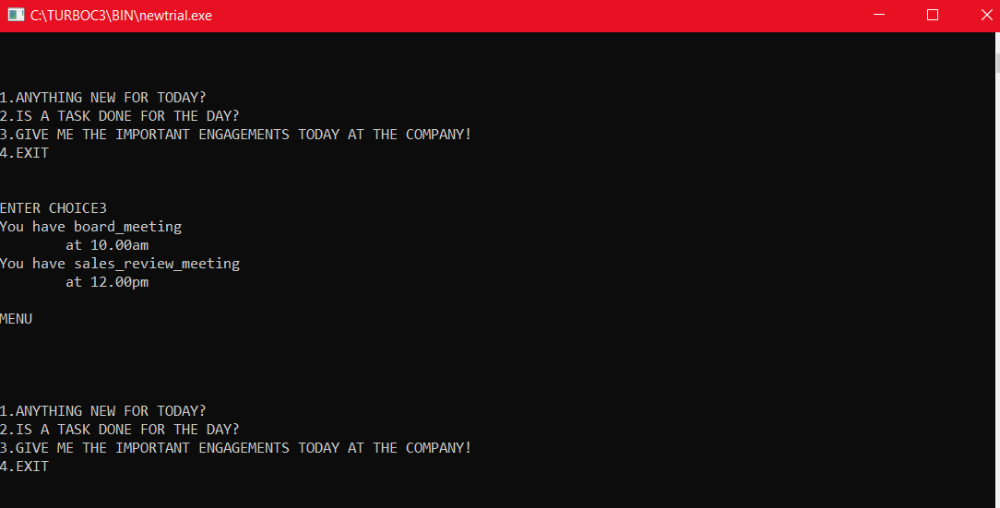 C:\TURBOC3\BIN\newtrial.exe
1.ANYTHING NEW FOR TODAY?
2.IS A TASK DONE FOR THE DAY?
3.GIVE ME THE IMPORTANT ENGAGEMENTS TODAY AT THE COMPANY!
4.EXIT
ENTER CHOICE3
You have board_meeting
at 10.00am
You have sales_review_meeting
at 12.00pm
MENU
1.ANYTHING NEW FOR TODAY?
2.IS A TASK DONE FOR THE DAY?
3.GIVE ME THE IMPORTANT ENGAGEMENTS TODAY AT THE COMPANY!
4.EXIT